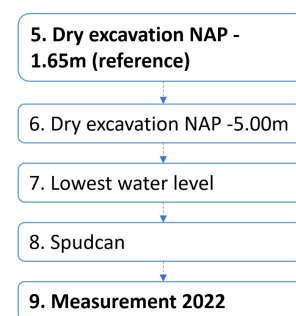 5. Dry excavation NAP -
1.65m (reference)
6. Dry excavation NAP -5.00m
7. Lowest water level
8. Spudcan
9. Measurement 2022